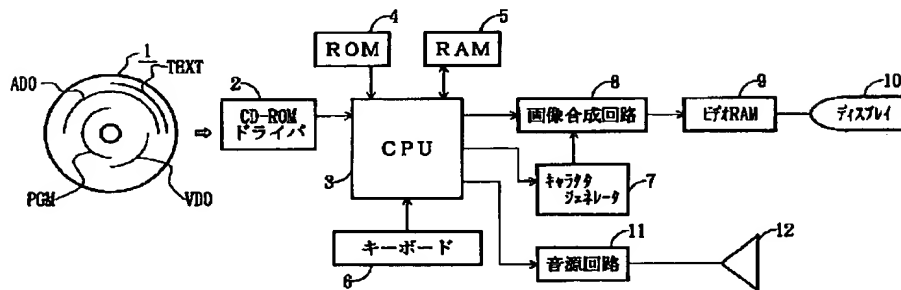 4
5
1
TEXT
ROM
RAM
ADO
2
8
9
10
CD-ROM
ドライバ
CPU
画像合成回路
ビデオRAM
ディスプレイ
3
キャラクタ
ジェネレータ
7
PGM
VDO
11
12
キーボード
音源回路
6